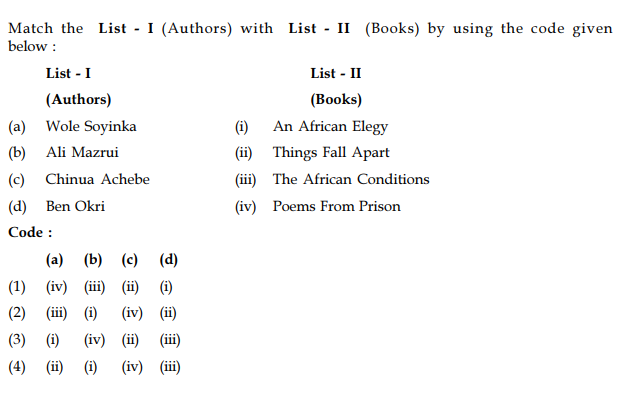 Match the List - I (Authors) with List - II (Books) by using the code given
below :
List - I List - II
(Authors) (Books)
(a) Wole Soyinka (i) An African Elegy
(b) Ali Mazrui (ii) Things Fall Apart
(c) Chinua Achebe (iii) The African Conditions
(d) Ben Okri (iv) Poems From Prison
Code :
(a) (b) (c) (d)
(1) (iv) (iii) (ii) (i)
(2) (iii) (i) (iv) (ii)
(3) (i) (iv) (ii) (iii)
(4) (ii) (i) (iv) (iii)